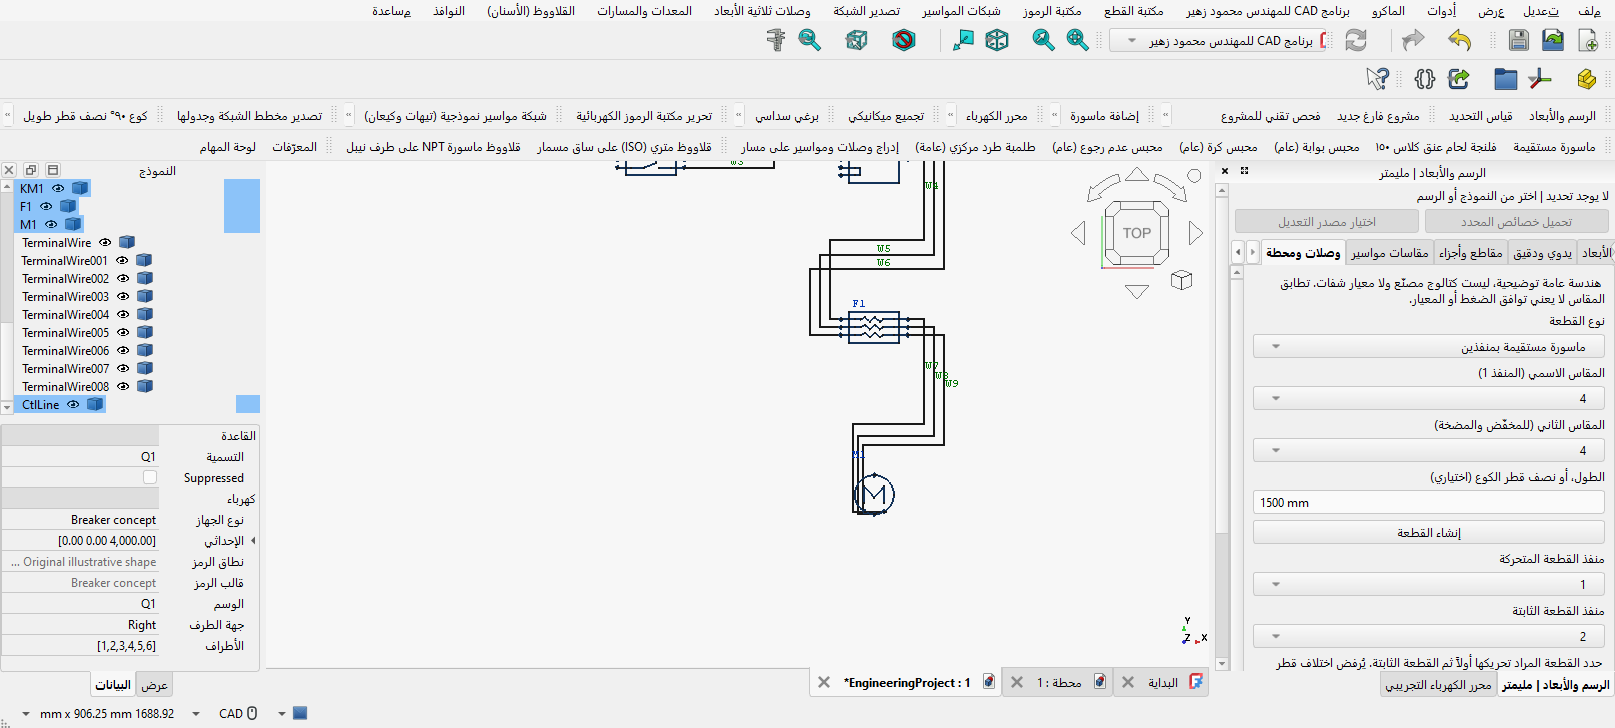 ملف عرض تعديل أدوات الماكرو برنامج CAD للمهندس محمود زهير مكتبة القطع مكتبة الرموز شبكات المواسير تصدير الشبكة وصلات ثلاثية الأبعاد المعدات والمسارات القلاووظ (الأسنان) النوافذ مساعدة
برنامج CAD للمهندس محمود زهير
الرسم والأبعاد قياس التحديد مشروع فارغ جديد فحص تقني للمشروع إضافة ماسورة محرر الكهرباء تجميع ميكانيكي برغي سداسي تحرير مكتبة الرموز الكهربائية شبكة مواسير نموذجية (تيهات وكيعان) تصدير مخطط الشبكة وجدولها كوع ٩٠° نصف قطر طويل
ماسورة مستقيمة فلنجة لحام عنق كلاس ١٥٠ محبس بوابة (عام) محبس كرة (عام) محبس عدم رجوع (عام) طلمبة طرد مركزي (عامة) إدراج وصلات ومواسير على مسار قلاووظ متري (ISO) على ساق مسمار قلاووظ ماسورة NPT على طرف نيبل المعرّفات لوحة المهام
الرسم والأبعاد | مليمتر
لا يوجد تحديد | اختر من النموذج أو الرسم
تحميل خصائص المحدد اختيار مصدر التعديل
الأبعاد يدوي ودقيق مقاطع وأجزاء مقاسات مواسير وصلات ومحطة
هندسة عامة توضيحية، ليست كتالوج مصنّع ولا معيار شفات. تطابق
المقاس لا يعني توافق الضغط أو المعيار.
نوع القطعة
ماسورة مستقيمة بمنفذين
المقاس الاسمي (المنفذ 1)
4
المقاس الثاني (للمخفّض والمضخة)
4
الطول، أو نصف قطر الكوع (اختياري)
1500 mm
إنشاء القطعة
منفذ القطعة المتحركة
1
منفذ القطعة الثابتة
2
حدد القطعة المراد تحريكها أولاً ثم القطعة الثابتة. يُرفض اختلاف قطر
الرسم والأبعاد | مليمتر محرر الكهرباء التجريبي
W3
W4
W5
W6
F1
W7
W8
W9
M
TOP
Y
Z X
النموذج
KM1
F1
M1
TerminalWire
TerminalWire001
TerminalWire002
TerminalWire003
TerminalWire004
TerminalWire005
TerminalWire006
TerminalWire007
TerminalWire008
CtlLine
القاعدة
التسمية Q1
Suppressed
كهرباء
نوع الجهاز Breaker concept
الإحداثي [0.00 0.00 4,000.00]
نطاق الرمز Original illustrative shape ...
قالب الرمز Breaker concept
الوسم Q1
جهة الطرف Right
الأطراف [1,2,3,4,5,6]
عرض البيانات
البداية محطة : 1 EngineeringProject : 1*
CAD mm x 906.25 mm 1688.92